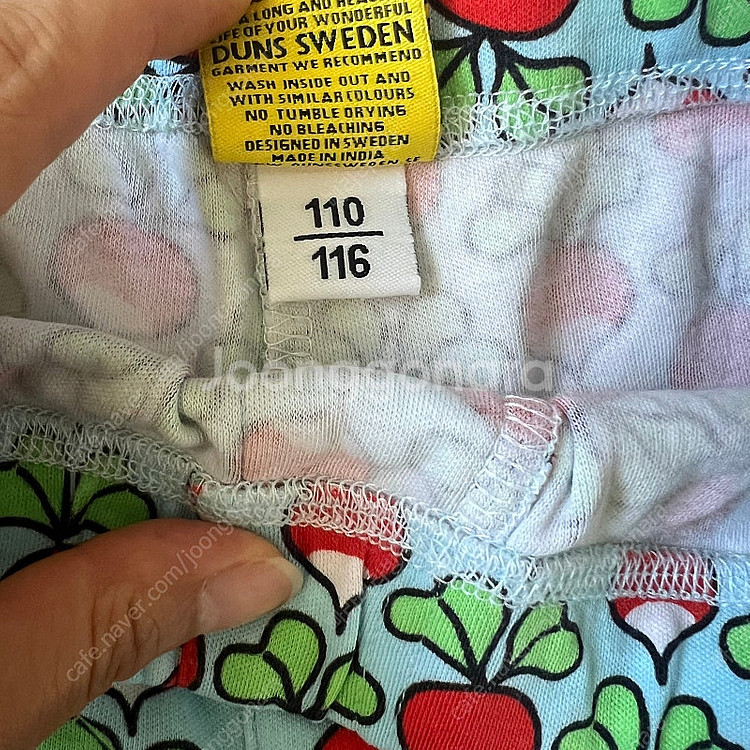 A LONG AND
LIFE OF YOUR WONDERFUL
DUNS SWEDEN
GARMENT WE RECOMMEND
WASH INSIDE OUT AND
WITH SIMILAR COLOURS
NO TUMBLE DRYING
NO BLEACHING
DESIGNED IN SWEDEN
MADE IN INDIA
110
116
Joonggonara
cafe.naver.com/joonggonara